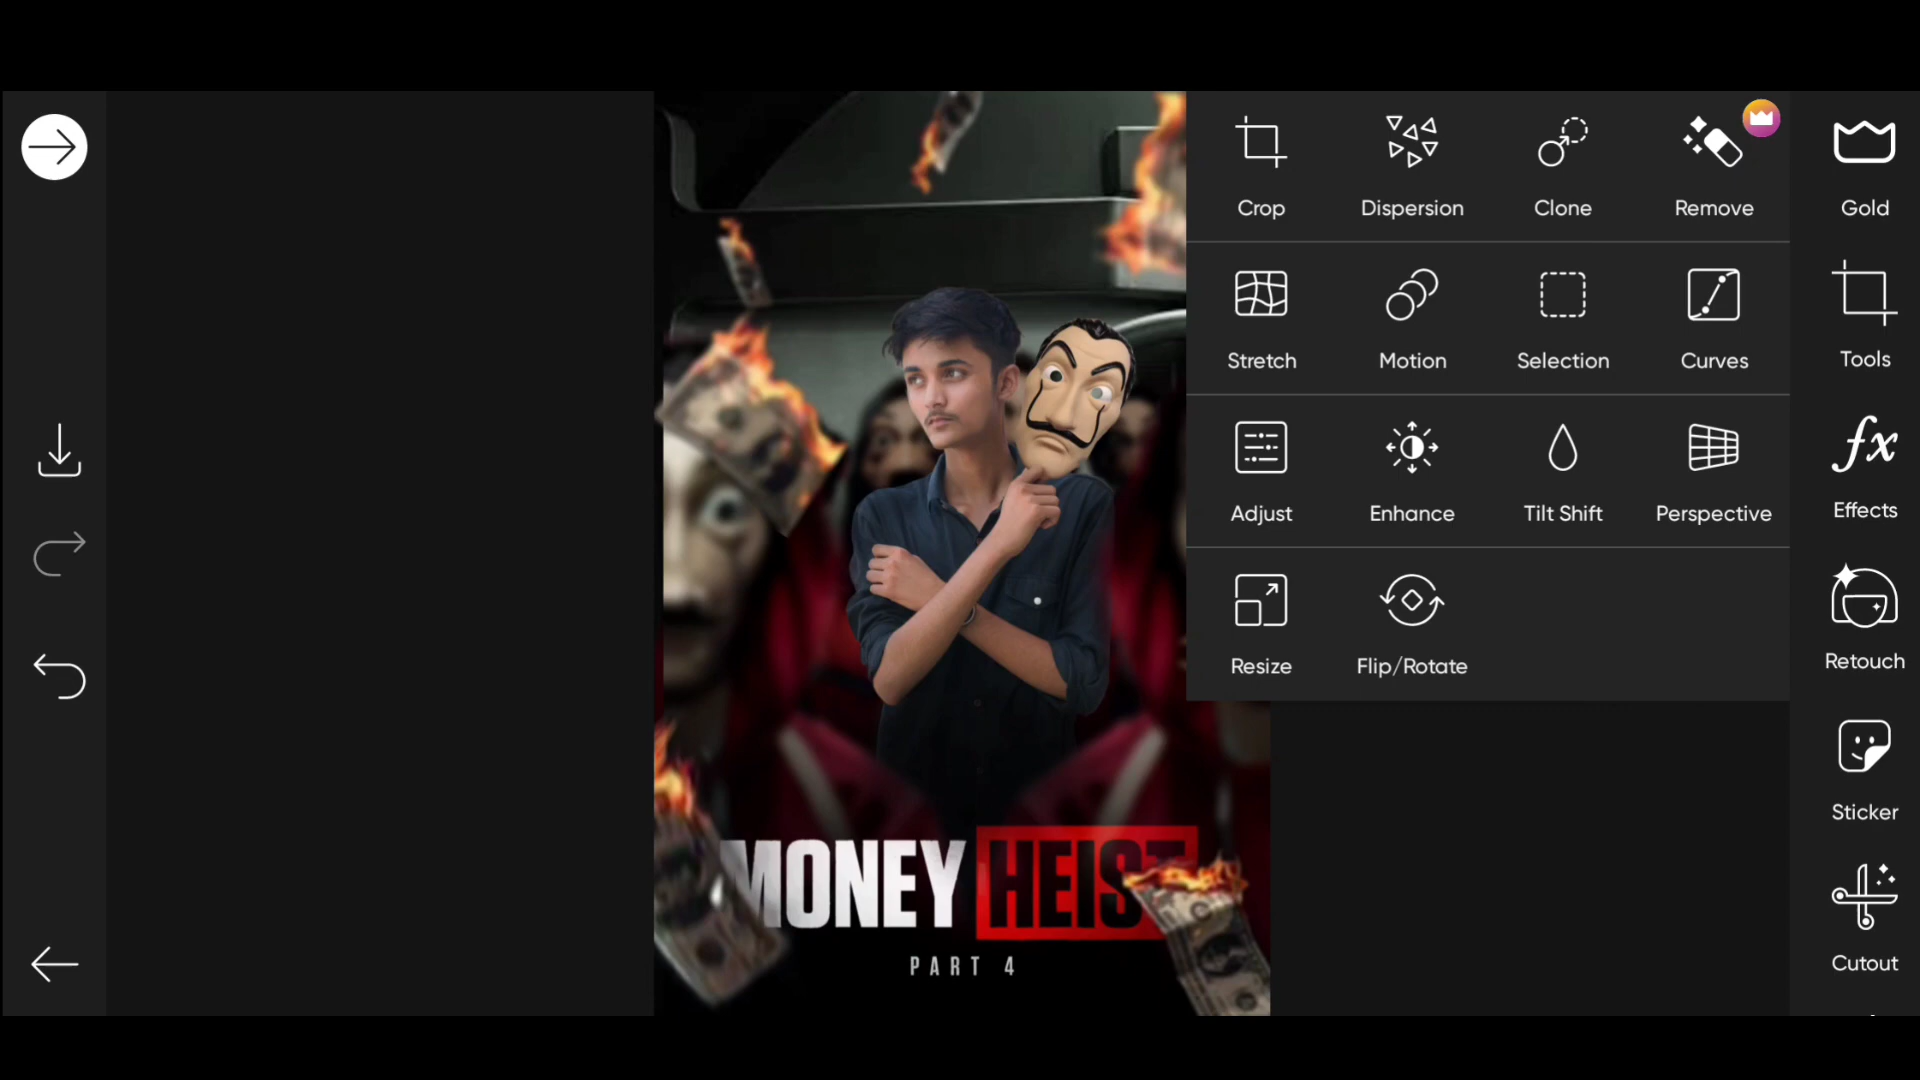 Crop Dispersion Clone Remove
Gold
Stretch Motion Selection Curves
Tools
Adjust Enhance Tilt Shift Perspective
fx
Effects
Resize Flip/Rotate
Retouch
Sticker
MONEY HEIST
PART 4
Cutout